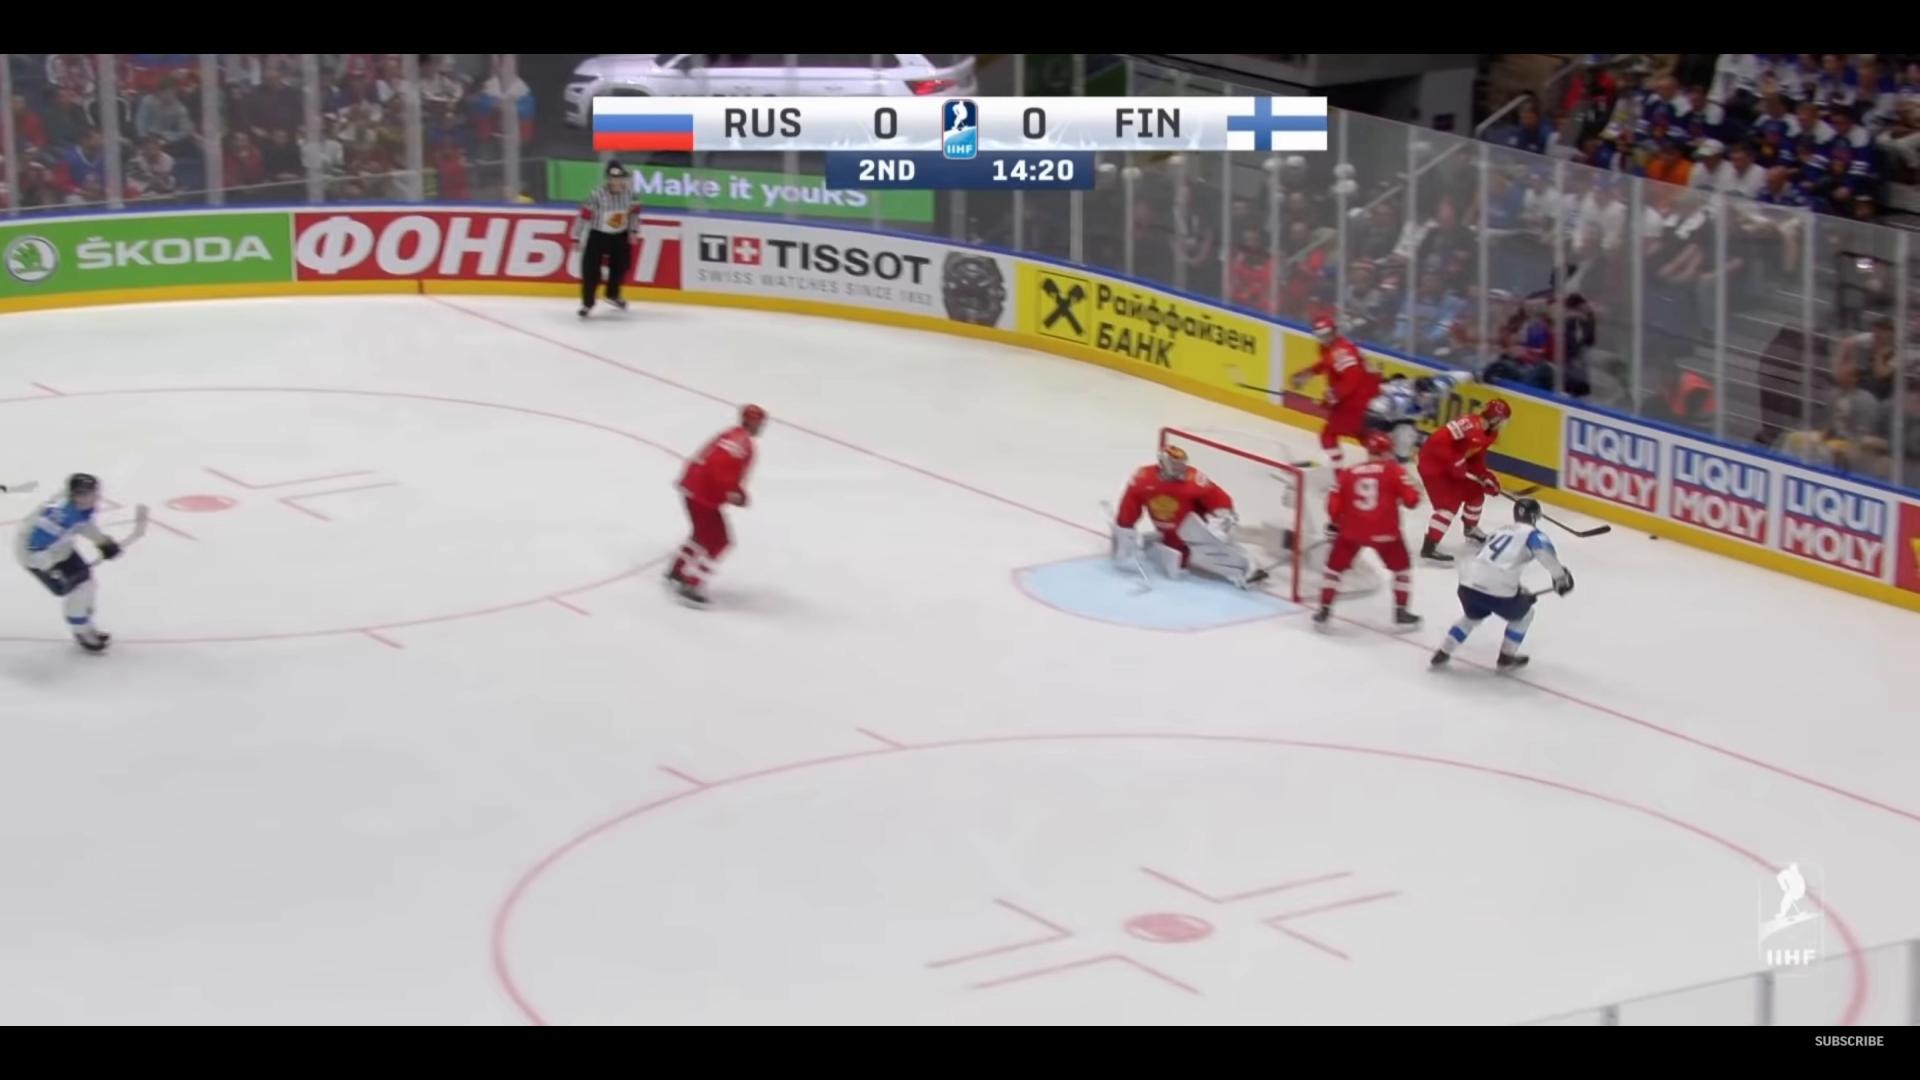 RUS 0 IIHF 0 FIN
2ND 14:20
Make it youRS
ŠKODA
ФОНБЕТ
T+TISSOT
SWISS WATCHES SINCE 1853
Райффайзен
БАНК
LIQUI
MOLY
LIQUI
MOLY
LIQUI
MOLY
9
IIHF
SUBSCRIBE